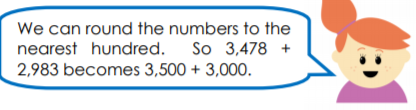 We can round the numbers to the
nearest hundred. So 3,478 +
2,983 becomes 3,500 + 3,000.